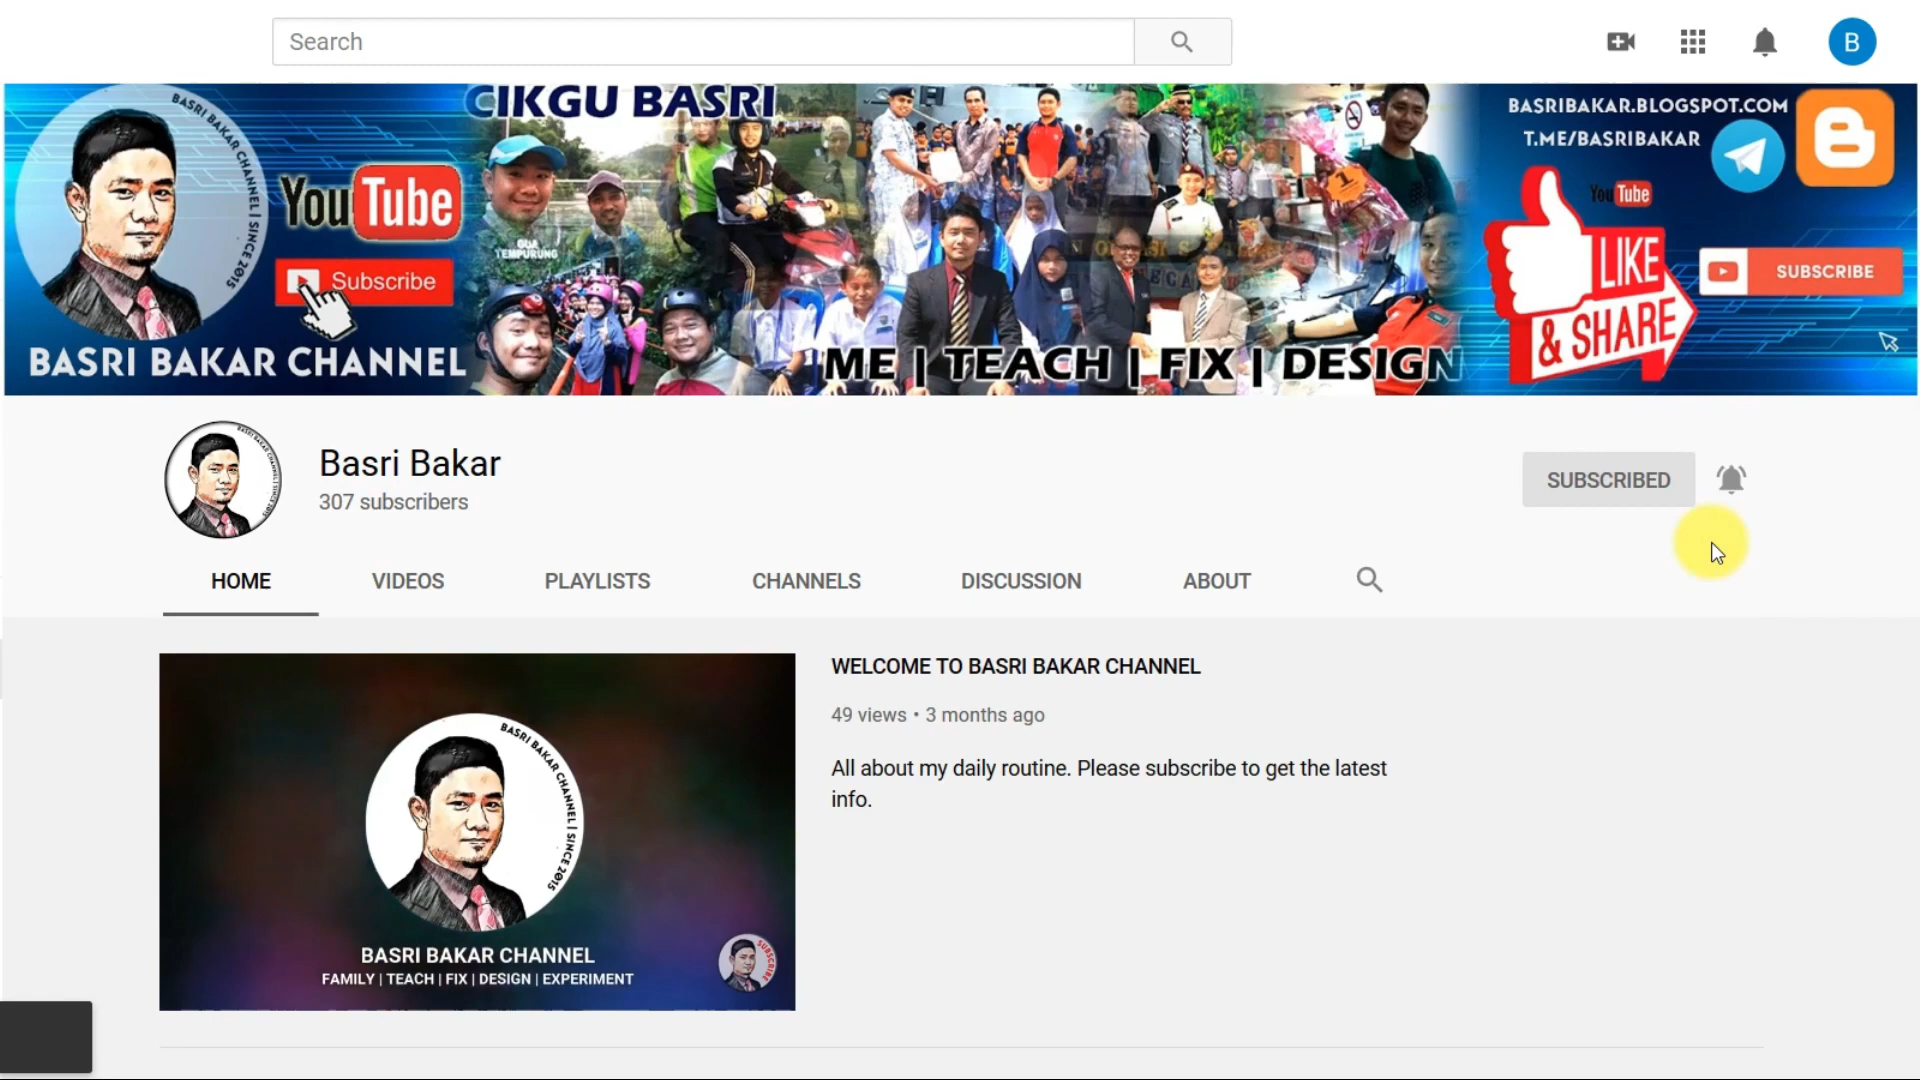 Search
B
CIKGU BASRI
BASRI BAKAR CHANNEL | SINCE 2015
YouTube
Subscribe
BASRI BAKAR CHANNEL
GUA
TEMPURUNG
ME | TEACH | FIX | DESIGN
BASRIBAKAR.BLOGSPOT.COM
T.ME/BASRIBAKAR
YouTube
LIKE
& SHARE
SUBSCRIBE
Basri Bakar
307 subscribers
SUBSCRIBED
HOME
VIDEOS
PLAYLISTS
CHANNELS
DISCUSSION
ABOUT
BASRI BAKAR CHANNEL | SINCE 2015
BASRI BAKAR CHANNEL
FAMILY | TEACH | FIX | DESIGN | EXPERIMENT
SUBSCRIBE
WELCOME TO BASRI BAKAR CHANNEL
49 views • 3 months ago
All about my daily routine. Please subscribe to get the latest
info.